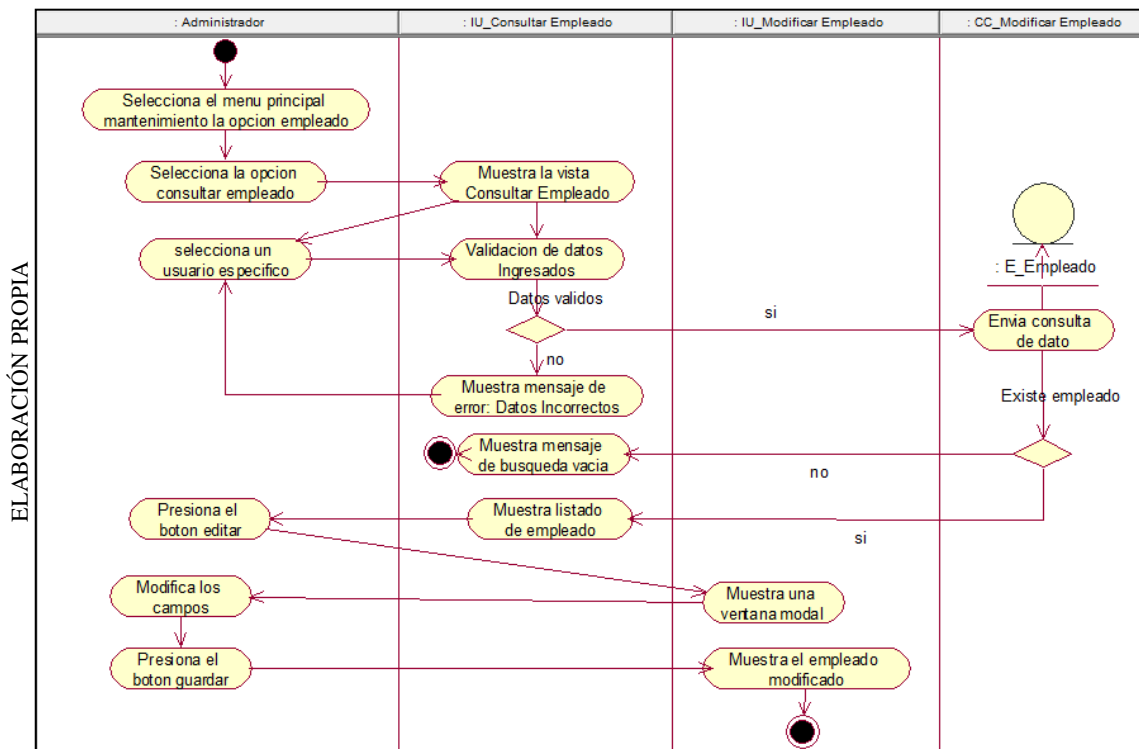 : Administrador
: IU_Consultar Empleado
: IU_Modificar Empleado
: CC_Modificar Empleado
Selecciona el menu principal
mantenimiento la opcion empleado
Selecciona la opcion
consultar empleado
Muestra la vista
Consultar Empleado
selecciona un
usuario especifico
Validacion de datos
Ingresados
: E_Empleado
Datos validos
si
Envia consulta
de dato
no
Muestra mensaje de
error: Datos Incorrectos
Existe empleado
Muestra mensaje
de busqueda vacia
no
Presiona el
boton editar
Muestra listado
de empleado
si
Modifica los
campos
Muestra una
ventana modal
Presiona el
boton guardar
Muestra el empleado
modificado
ELABORACIÓN PROPIA